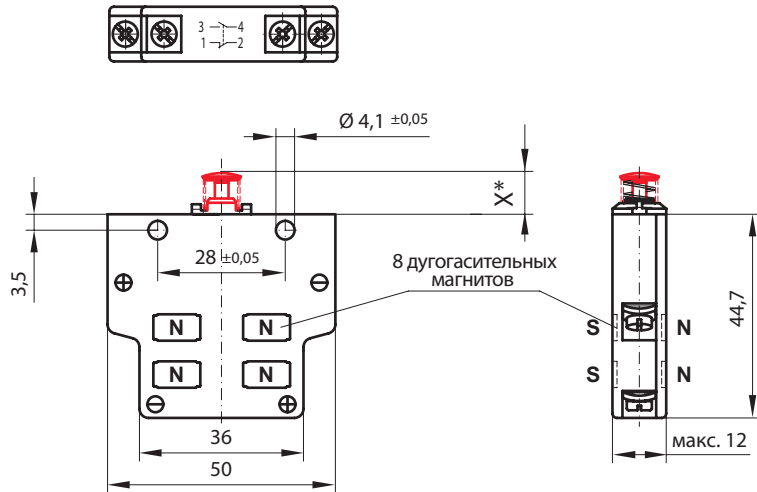 3 4
1 2
Ø 4,1 ±0,05
X*
28 ±0,05
3,5
8 дугогасительных
магнитов
44,7
N N
S N
N N
S N
36
макс. 12
50